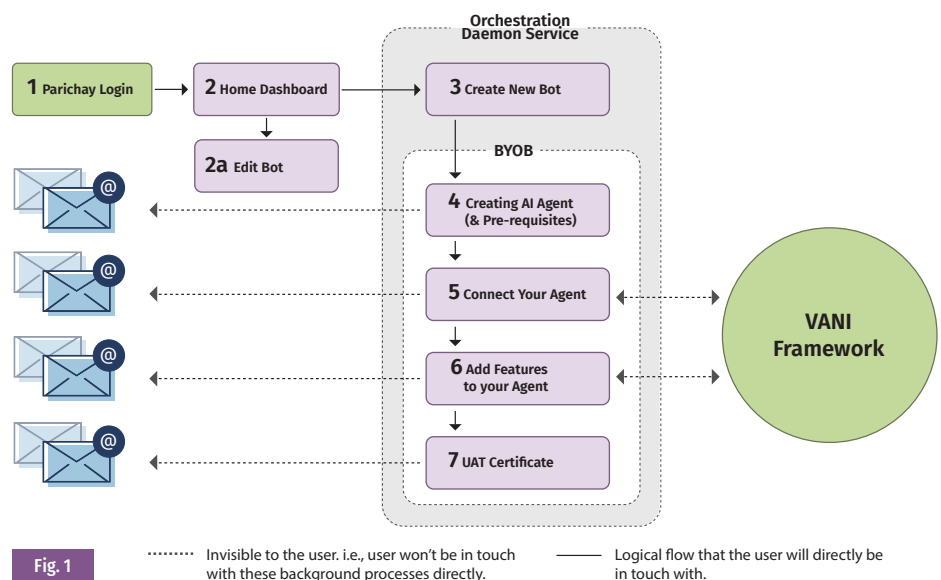 Orchestration
Daemon Service
1 Parichay Login
2 Home Dashboard
3 Create New Bot
2a Edit Bot
BYOB
@
4 Creating AI Agent
(& Pre-requisites)
@
5 Connect Your Agent
VANI
Framework
@
6 Add Features
to your Agent
@
7 UAT Certificate
Fig. 1
Invisible to the user. i.e., user won't be in touch
with these background processes directly.
Logical flow that the user will directly be
in touch with.